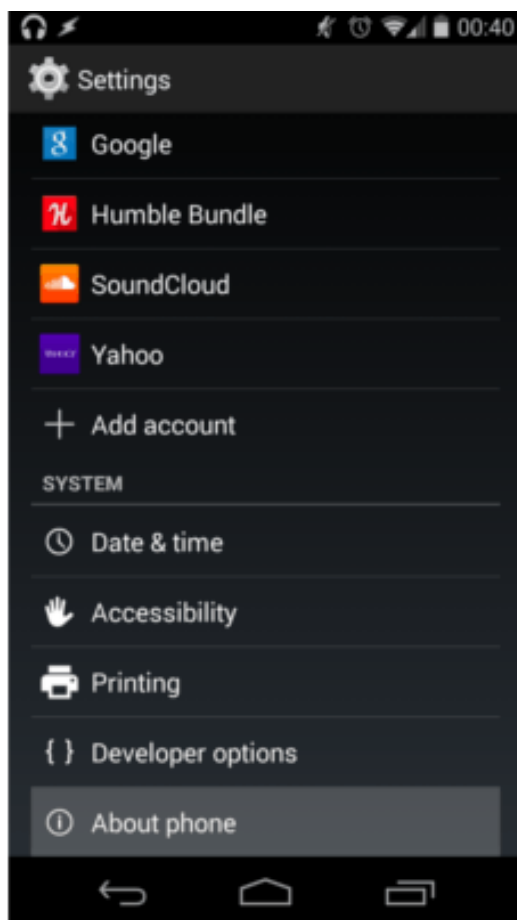 00:40
Settings
Google
Humble Bundle
SoundCloud
Yahoo
Add account
SYSTEM
Date & time
Accessibility
Printing
{ } Developer options
About phone